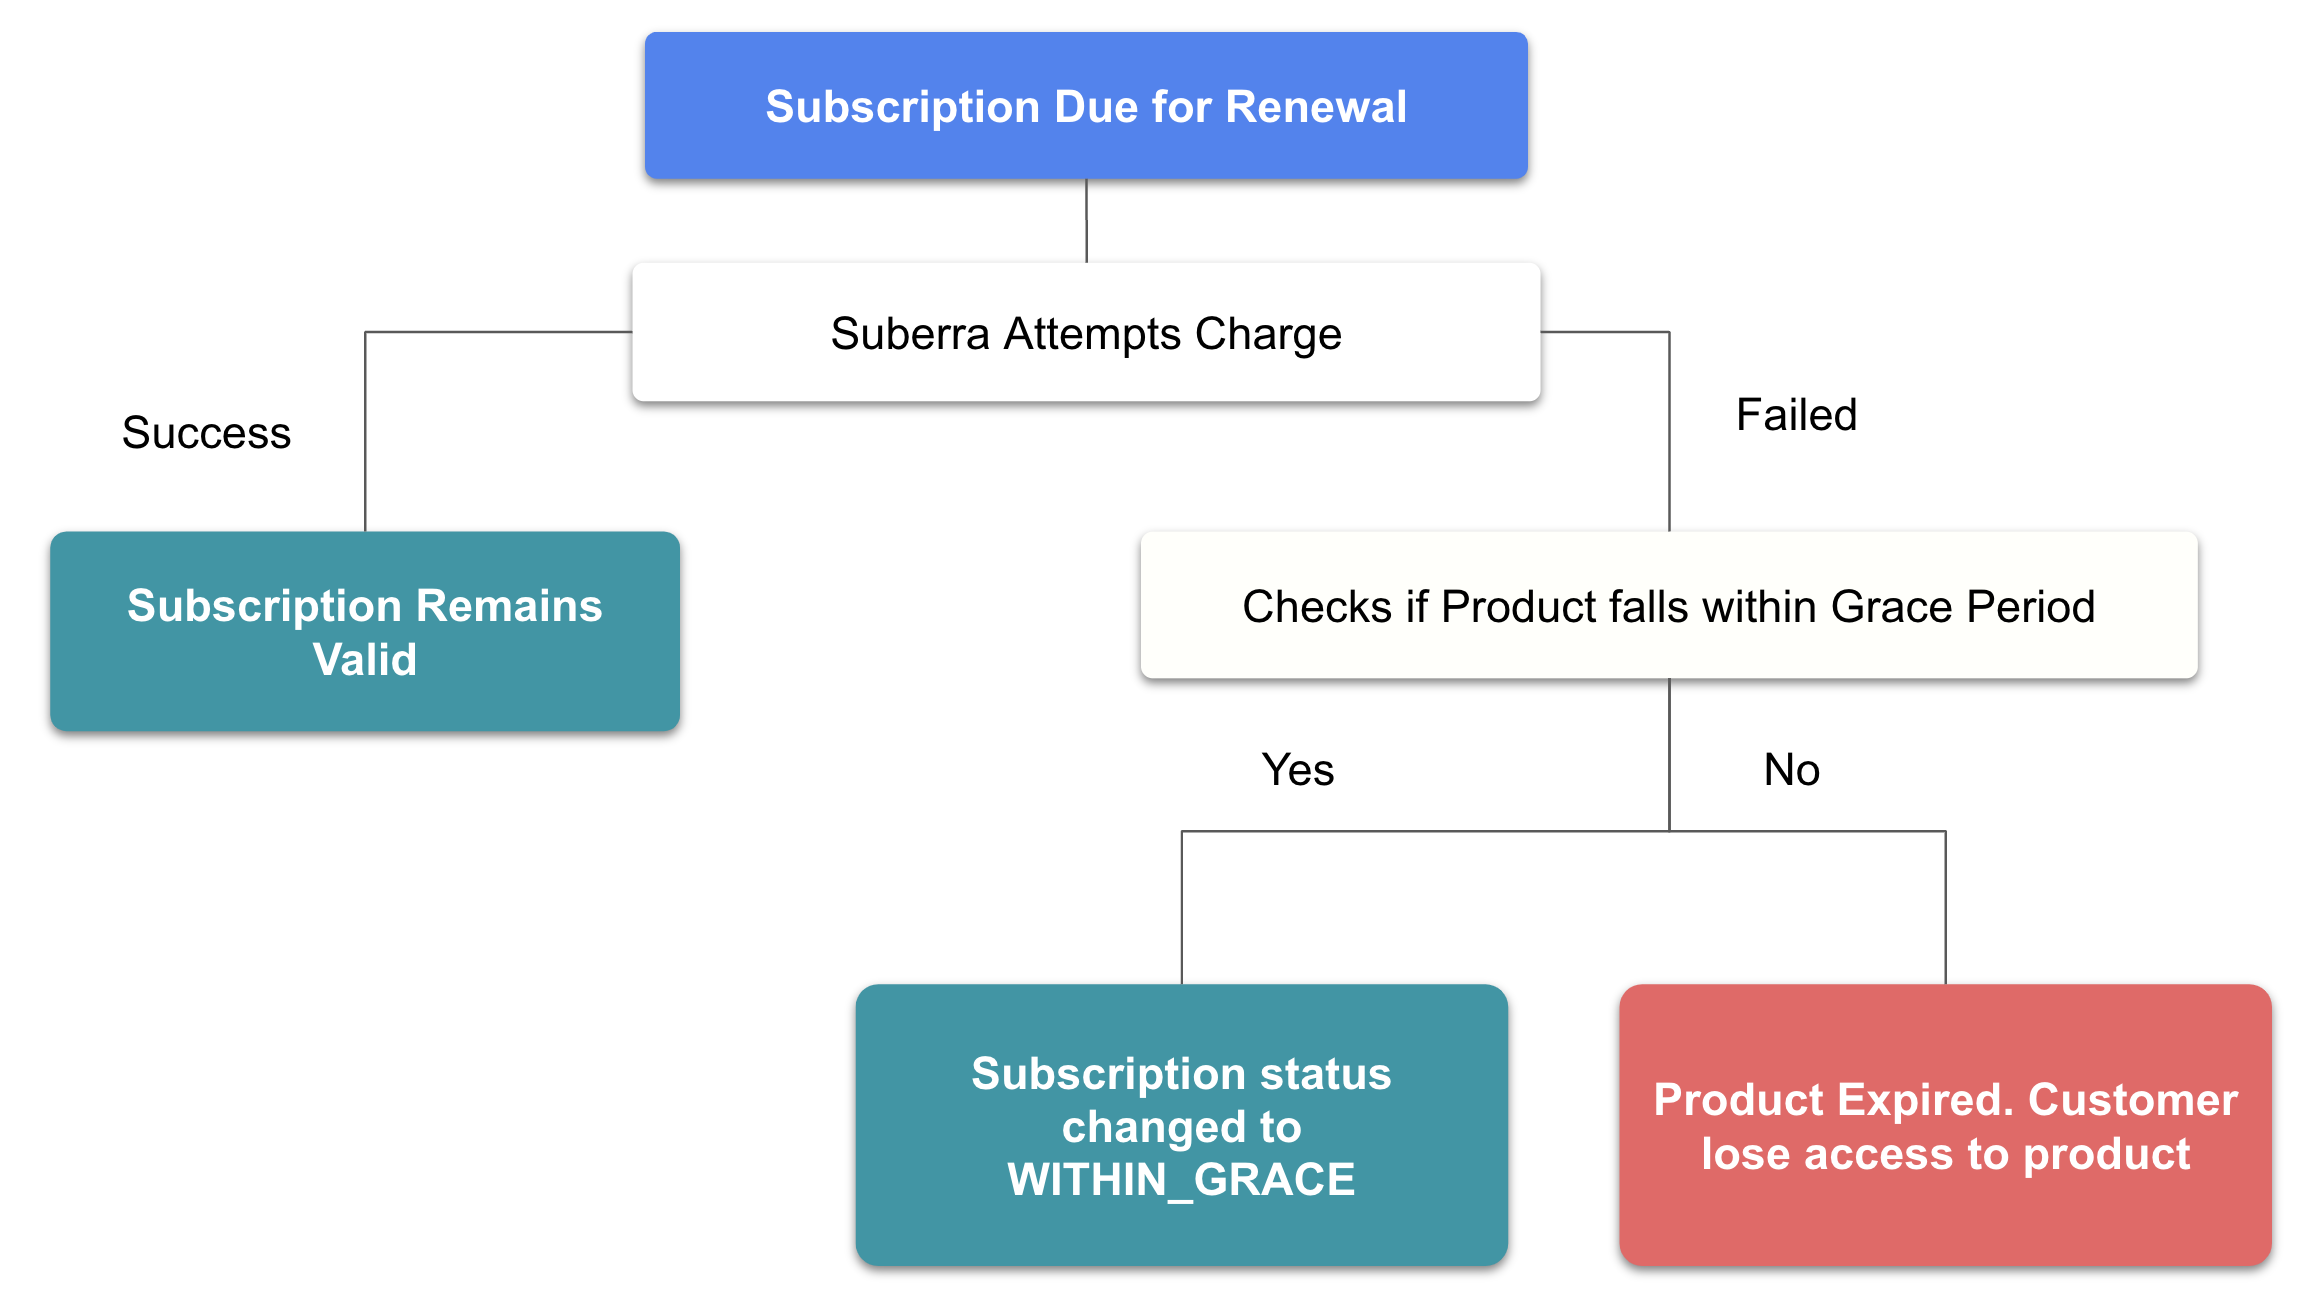 Subscription Due for Renewal
Suberra Attempts Charge
Success
Failed
Subscription Remains
Valid
Checks if Product falls within Grace Period
Yes
No
Subscription status
changed to
WITHIN_GRACE
Product Expired. Customer
lose access to product